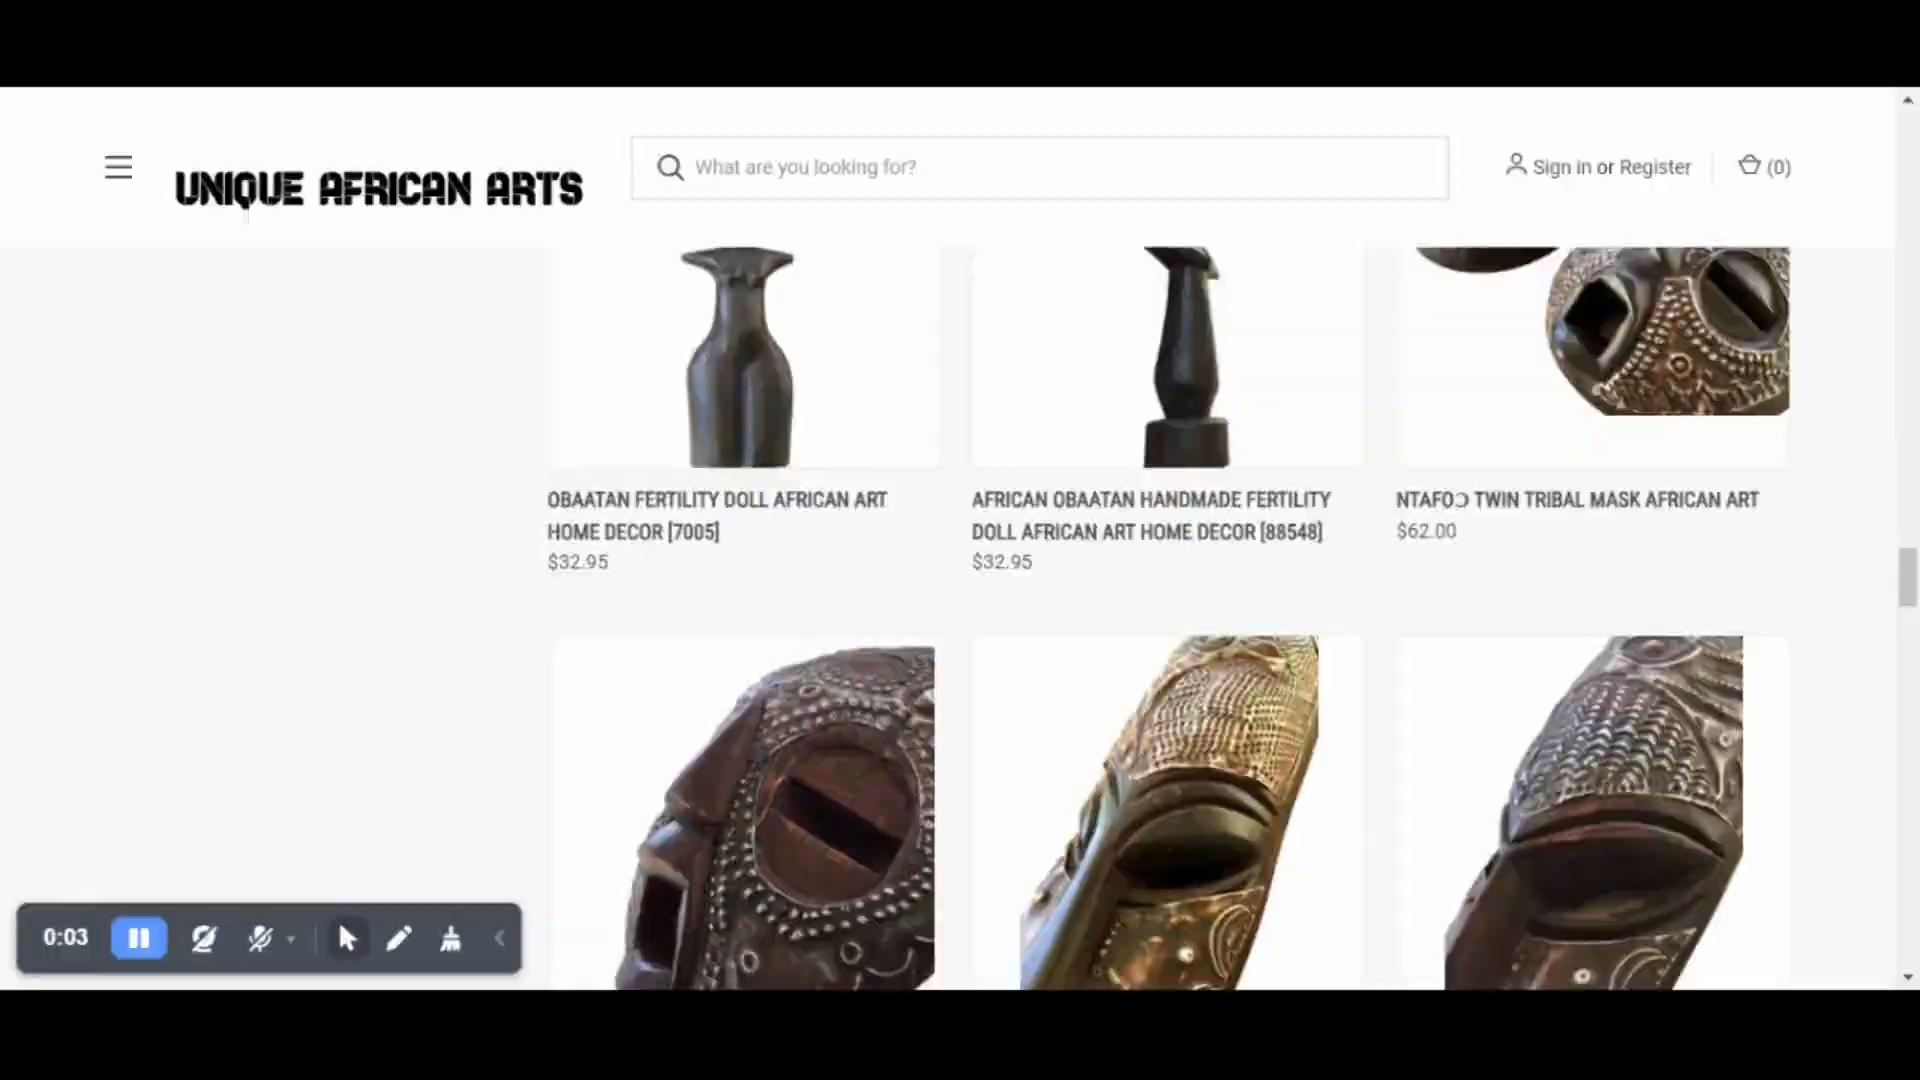 UNIQUE AFRICAN ARTS
What are you looking for?
Sign in or Register
(0)
OBAATAN FERTILITY DOLL AFRICAN ART
HOME DECOR [7005]
$32.95
AFRICAN OBAATAN HANDMADE FERTILITY
DOLL AFRICAN ART HOME DECOR [88548]
$32.95
NTAFOƆ TWIN TRIBAL MASK AFRICAN ART
$62.00
0:03